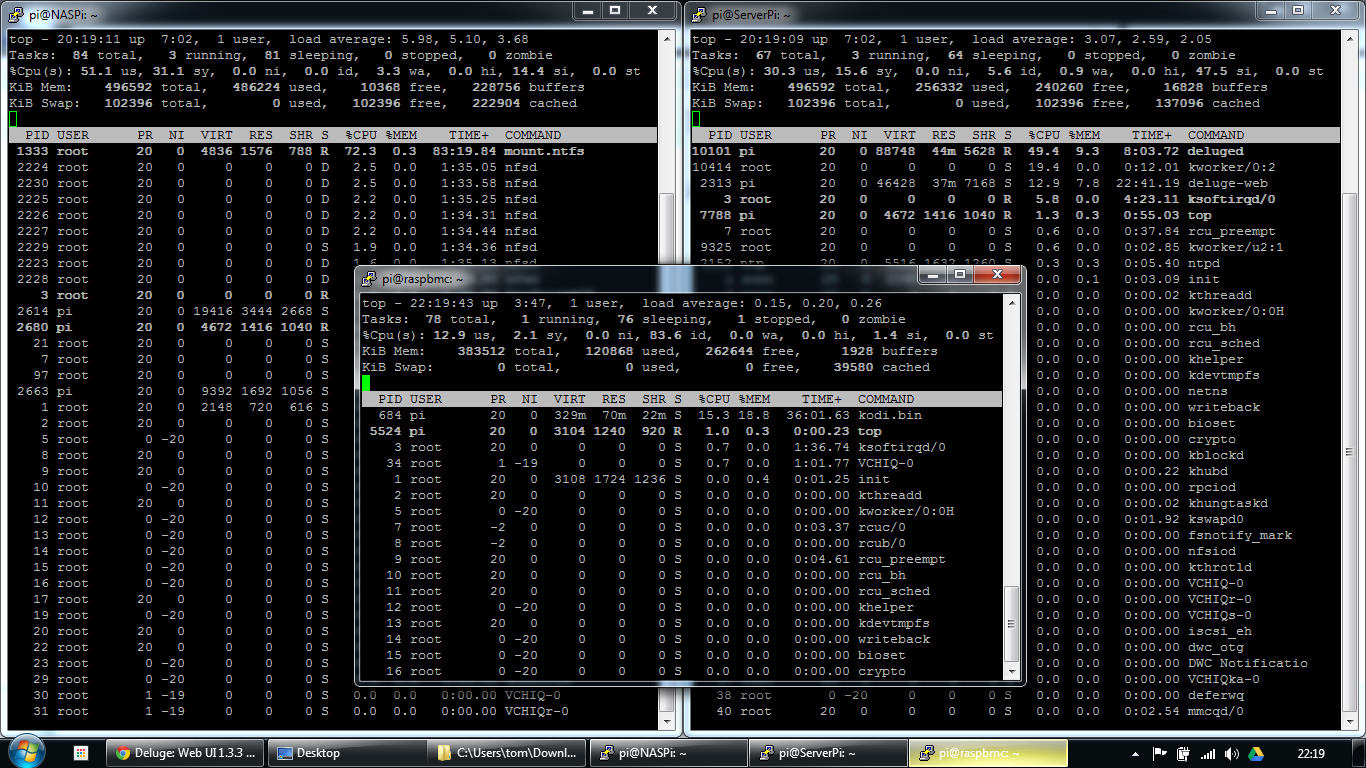 pi@NASPi: ~
top - 20:19:11 up  7:02,  1 user,  load average: 5.98, 5.10, 3.68
Tasks:  84 total,   3 running,  81 sleeping,   0 stopped,   0 zombie
%Cpu(s): 51.1 us, 31.1 sy,  0.0 ni,  0.0 id,  3.3 wa,  0.0 hi, 14.4 si,  0.0 st
KiB Mem:    496592 total,   486224 used,    10368 free,   228756 buffers
KiB Swap:   102396 total,        0 used,   102396 free,   222904 cached
PID USER      PR  NI  VIRT  RES  SHR S  %CPU %MEM    TIME+  COMMAND
1333 root      20   0  4836 1576  788 R  72.3  0.3  83:19.84 mount.ntfs
2224 root      20   0     0    0    0 D   2.5  0.0   1:35.05 nfsd
2230 root      20   0     0    0    0 D   2.5  0.0   1:33.58 nfsd
2225 root      20   0     0    0    0 D   2.2  0.0   1:35.25 nfsd
2226 root      20   0     0    0    0 D   2.2  0.0   1:34.31 nfsd
2227 root      20   0     0    0    0 D   2.2  0.0   1:34.44 nfsd
2229 root      20   0     0    0    0 S   1.9  0.0   1:34.36 nfsd
2223 root      20   0     0    0    0 D   1.6  0.0   1:35.13 nfsd
2228 root      20   0     0    0    0 S
3 root      20   0     0    0    0 R
2614 pi        20   0 19416 3444 2668 S
2680 pi        20   0  4672 1416 1040 R
21 root      20   0     0    0    0 S
7 root      20   0     0    0    0 S
97 root      20   0     0    0    0 S
2663 pi        20   0  9392 1692 1056 S
1 root      20   0  2148  720  616 S
2 root      20   0     0    0    0 S
5 root       0 -20     0    0    0 S
8 root      20   0     0    0    0 S
9 root      20   0     0    0    0 S
10 root       0 -20     0    0    0 S
11 root      20   0     0    0    0 S
12 root       0 -20     0    0    0 S
13 root       0 -20     0    0    0 S
14 root       0 -20     0    0    0 S
15 root       0 -20     0    0    0 S
16 root       0 -20     0    0    0 S
17 root      20   0     0    0    0 S
19 root       0 -20     0    0    0 S
20 root      20   0     0    0    0 S
22 root      20   0     0    0    0 S
23 root       0 -20     0    0    0 S
29 root       0 -20     0    0    0 S
30 root       1 -19     0    0    0 S   0.0  0.0   0:00.00 VCHIQ-0
31 root       1 -19     0    0    0 S   0.0  0.0   0:00.00 VCHIQr-0
pi@ServerPi: ~
top - 20:19:09 up  7:02,  1 user,  load average: 3.07, 2.59, 2.05
Tasks:  67 total,   3 running,  64 sleeping,   0 stopped,   0 zombie
%Cpu(s): 30.3 us, 15.6 sy,  0.0 ni,  5.6 id,  0.9 wa,  0.0 hi, 47.5 si,  0.0 st
KiB Mem:    496592 total,   256332 used,   240260 free,    16828 buffers
KiB Swap:   102396 total,        0 used,   102396 free,   137096 cached
PID USER      PR  NI  VIRT  RES  SHR S  %CPU %MEM    TIME+  COMMAND
10101 pi        20   0 88748  44m 5628 R  49.4  9.3   8:03.72 deluged
10414 root      20   0     0    0    0 S  19.4  0.0   0:12.01 kworker/0:2
2313 pi        20   0 46428  37m 7168 S  12.9  7.8  22:41.19 deluge-web
3 root      20   0     0    0    0 R   5.8  0.0   4:23.11 ksoftirqd/0
7788 pi        20   0  4672 1416 1040 R   1.3  0.3   0:55.03 top
7 root      20   0     0    0    0 S   0.6  0.0   0:37.84 rcu_preempt
9325 root      20   0     0    0    0 S   0.6  0.0   0:02.85 kworker/u2:1
2152 ntp       20   0  5516 1632 1260 S   0.3  0.3   0:05.40 ntpd
0.0  0.1   0:03.09 init
0.0  0.0   0:00.02 kthreadd
0.0  0.0   0:00.00 kworker/0:0H
0.0  0.0   0:00.00 rcu_bh
0.0  0.0   0:00.00 rcu_sched
0.0  0.0   0:00.00 khelper
0.0  0.0   0:00.00 kdevtmpfs
0.0  0.0   0:00.00 netns
0.0  0.0   0:00.00 writeback
0.0  0.0   0:00.00 bioset
0.0  0.0   0:00.00 crypto
0.0  0.0   0:00.00 kblockd
0.0  0.0   0:00.22 khubd
0.0  0.0   0:00.00 rpciod
0.0  0.0   0:00.02 khungtaskd
0.0  0.0   0:01.92 kswapd0
0.0  0.0   0:00.00 fsnotify_mark
0.0  0.0   0:00.00 nfsiod
0.0  0.0   0:00.00 kthrotld
0.0  0.0   0:00.00 VCHIQ-0
0.0  0.0   0:00.00 VCHIQr-0
0.0  0.0   0:00.00 VCHIQs-0
0.0  0.0   0:00.00 iscsi_eh
0.0  0.0   0:00.00 dwc_otg
0.0  0.0   0:00.00 DWC Notificatio
0.0  0.0   0:00.00 VCHIQka-0
38 root       0 -20     0    0    0 S   0.0  0.0   0:00.00 deferwq
40 root      20   0     0    0    0 S   0.0  0.0   0:02.54 mmcqd/0
pi@raspbmc: ~
top - 22:19:43 up  3:47,  1 user,  load average: 0.15, 0.20, 0.26
Tasks:  78 total,   1 running,  76 sleeping,   1 stopped,   0 zombie
%Cpu(s): 12.9 us,  2.1 sy,  0.0 ni, 83.6 id,  0.0 wa,  0.0 hi,  1.4 si,  0.0 st
KiB Mem:    383512 total,   120868 used,   262644 free,     1928 buffers
KiB Swap:        0 total,        0 used,        0 free,    39580 cached
PID USER      PR  NI  VIRT  RES  SHR S  %CPU %MEM    TIME+  COMMAND
684 pi        20   0  329m  70m  22m S  15.3 18.8  36:01.63 kodi.bin
5524 pi        20   0  3104 1240  920 R   1.0  0.3   0:00.23 top
3 root      20   0     0    0    0 S   0.7  0.0   1:36.74 ksoftirqd/0
34 root       1 -19     0    0    0 S   0.7  0.0   1:01.77 VCHIQ-0
1 root      20   0  3108 1724 1236 S   0.0  0.4   0:01.25 init
2 root      20   0     0    0    0 S   0.0  0.0   0:00.00 kthreadd
5 root       0 -20     0    0    0 S   0.0  0.0   0:00.00 kworker/0:0H
7 root      -2   0     0    0    0 S   0.0  0.0   0:03.37 rcuc/0
8 root      -2   0     0    0    0 S   0.0  0.0   0:00.00 rcub/0
9 root      20   0     0    0    0 S   0.0  0.0   0:04.61 rcu_preempt
10 root      20   0     0    0    0 S   0.0  0.0   0:00.00 rcu_bh
11 root      20   0     0    0    0 S   0.0  0.0   0:00.00 rcu_sched
12 root       0 -20     0    0    0 S   0.0  0.0   0:00.00 khelper
13 root      20   0     0    0    0 S   0.0  0.0   0:00.00 kdevtmpfs
14 root       0 -20     0    0    0 S   0.0  0.0   0:00.00 writeback
15 root       0 -20     0    0    0 S   0.0  0.0   0:00.00 bioset
16 root       0 -20     0    0    0 S   0.0  0.0   0:00.00 crypto
Deluge: Web UI 1.3.3 ...
Desktop
C:\Users\tom\Downl...
pi@NASPi: ~
pi@ServerPi: ~
pi@raspbmc: ~
22:19